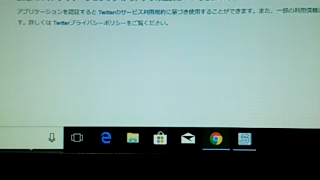 アプリケーションを認証するとTwitterのサービス利用規約に基づき使用することができます。また、一部の利用情報
す。詳しくはTwitterプライバシーポリシーをご覧ください。